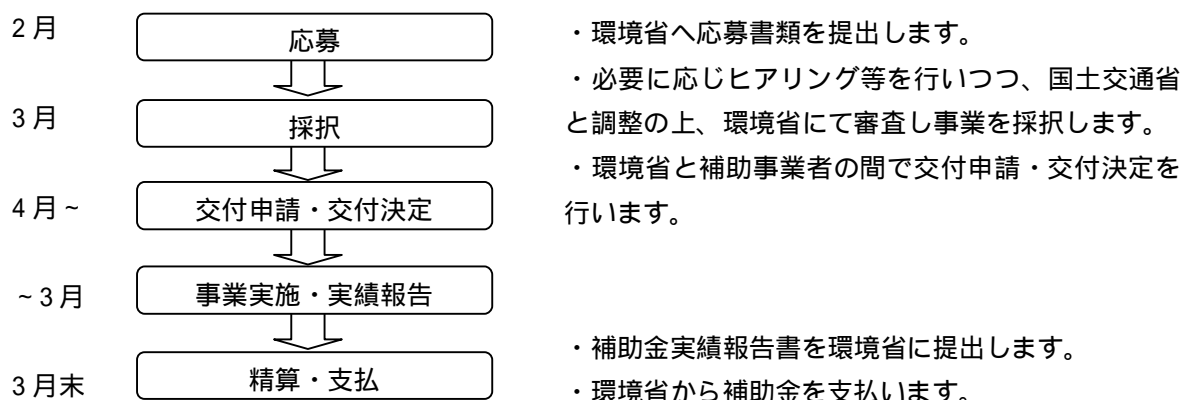 2月
応募
・環境省へ応募書類を提出します。
・必要に応じヒアリング等を行いつつ、国土交通省
と調整の上、環境省にて審査し事業を採択します。
3月
採択
・環境省と補助事業者の間で交付申請・交付決定を
行います。
4月~
交付申請・交付決定
~3月
事業実施・実績報告
・補助金実績報告書を環境省に提出します。
3月末
精算・支払
・環境省から補助金を支払います。